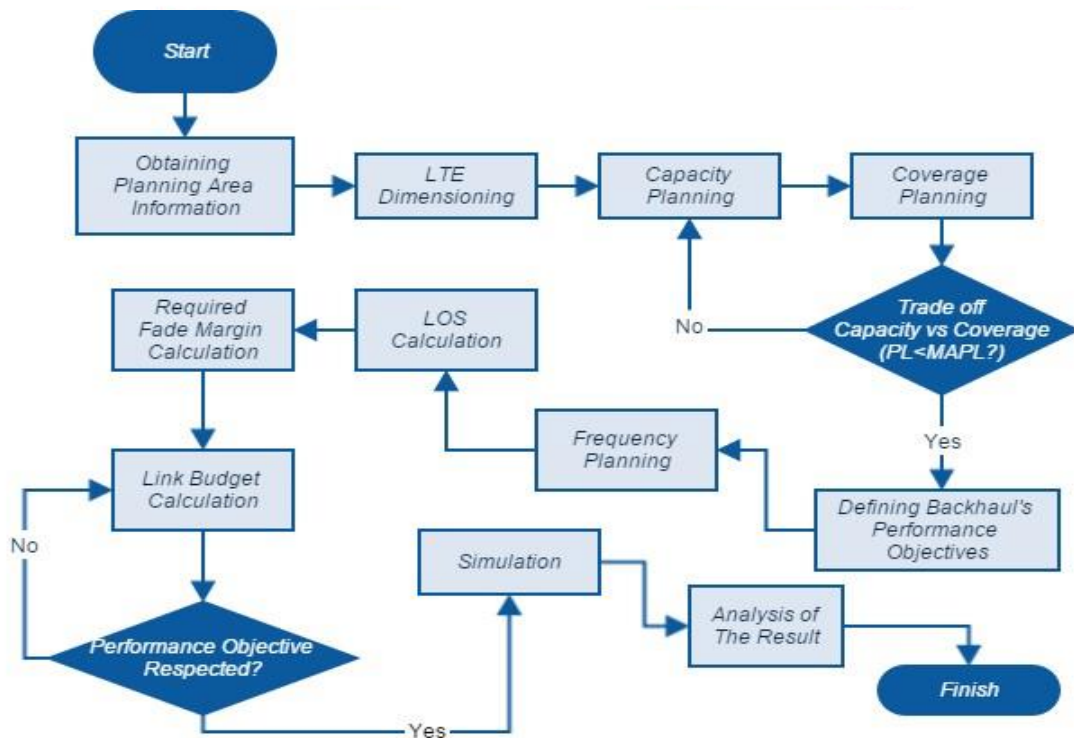 Start
Obtaining
Planning Area
Information
LTE
Dimensioning
Capacity
Planning
Coverage
Planning
Trade off
Capacity vs Coverage
(PL<MAPL?)
No
Yes
Defining Backhaul's
Performance
Objectives
Frequency
Planning
LOS
Calculation
Required
Fade Margin
Calculation
Link Budget
Calculation
Performance Objective
Respected?
No
Yes
Simulation
Analysis of
The Result
Finish